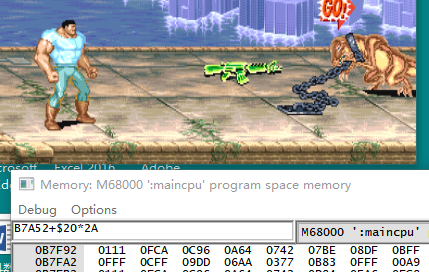 GO!
Excel 2016 Adobe
Memory: M68000 ':maincpu' program space memory
Debug Options
B7A52+$20*2A M68000 ':maincpu'
0B7F92 0111 0FCA 0C96 0A64 0742 07BE 08DF 0BFF
0B7FA2 0FFF 0CFF 09DD 06AA 0377 0B83 0FFF 00A9